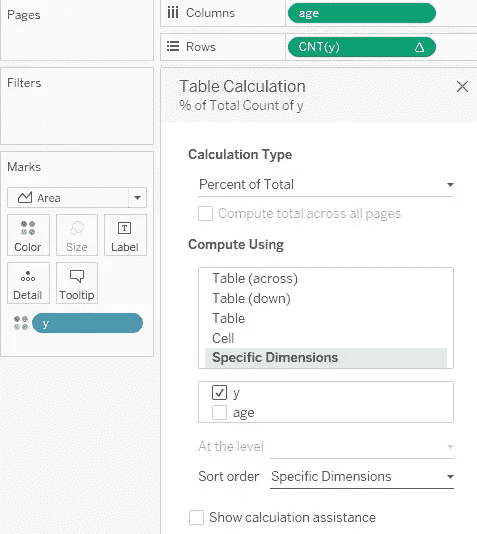 Pages
Columns
age
Rows
CNT(y)
Filters
Table Calculation
% of Total Count of y
Calculation Type
Percent of Total
Compute total across all pages
Compute Using
Table (across)
Table (down)
Table
Cell
Specific Dimensions
y
age
At the level
Sort order Specific Dimensions
Show calculation assistance
Marks
Area
Color Size Label
Detail Tooltip
y